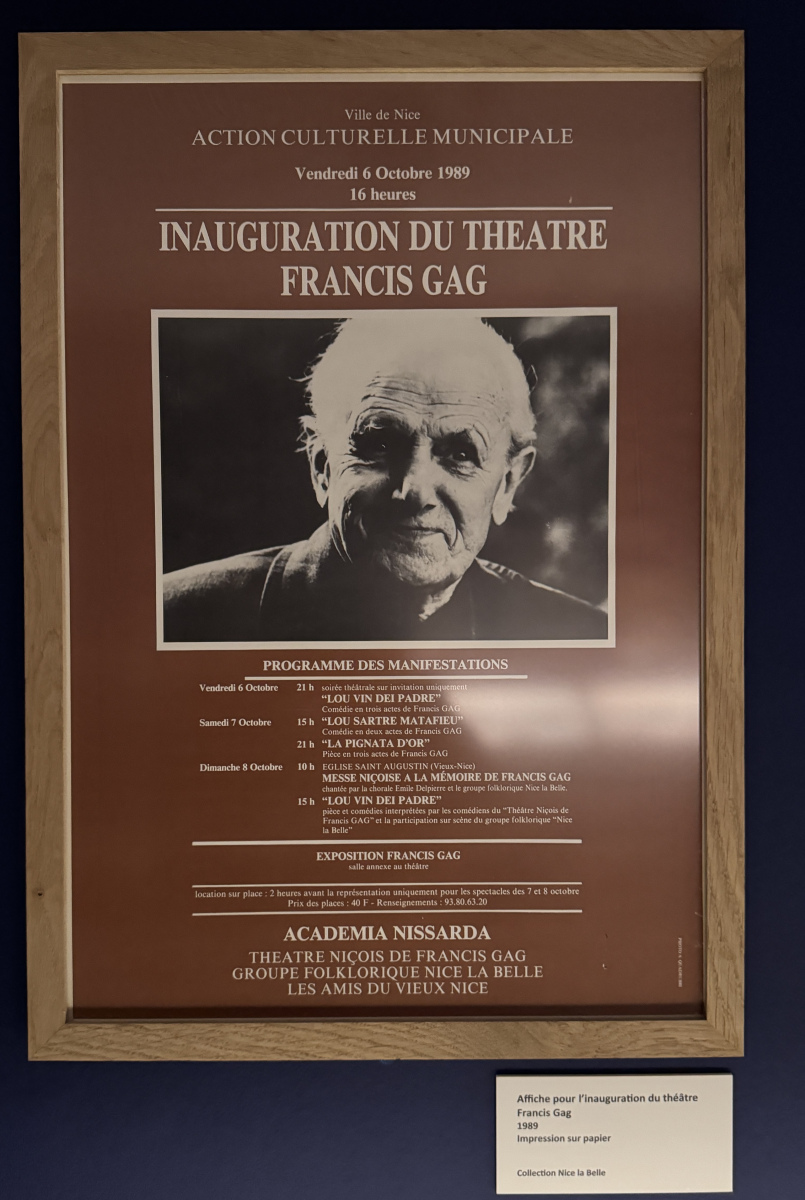 Ville de Nice
ACTION CULTURELLE MUNICIPALE
Vendredi 6 Octobre 1989
16 heures
INAUGURATION DU THEATRE
FRANCIS GAG
PROGRAMME DES MANIFESTATIONS
Vendredi 6 Octobre 21 h soirée théâtrale sur invitation uniquement
"LOU VIN DEI PADRE"
Comédie en trois actes de Francis GAG
Samedi 7 Octobre 15 h "LOU SARTRE MATAFIEU"
Comédie en deux actes de Francis GAG
21 h "LA PIGNATA D'OR"
Pièce en trois actes de Francis GAG
Dimanche 8 Octobre 10 h EGLISE SAINT AUGUSTIN (Vieux-Nice)
MESSE NIÇOISE A LA MÉMOIRE DE FRANCIS GAG
chantée par la chorale Emile Delpierre et le groupe folklorique Nice la Belle.
15 h "LOU VIN DEI PADRE"
pièce et comédies interprétées par les comédiens du "Théâtre Niçois de
Francis GAG" et la participation sur scène du groupe folklorique "Nice
la Belle"
EXPOSITION FRANCIS GAG
salle annexe au théâtre
location sur place : 2 heures avant la représentation uniquement pour les spectacles des 7 et 8 octobre
Prix des places : 40 F - Renseignements : 93.80.63.20
ACADEMIA NISSARDA
THEATRE NIÇOIS DE FRANCIS GAG
GROUPE FOLKLORIQUE NICE LA BELLE
LES AMIS DU VIEUX NICE
Affiche pour l'inauguration du théâtre
Francis Gag
1989
Impression sur papier
Collection Nice la Belle